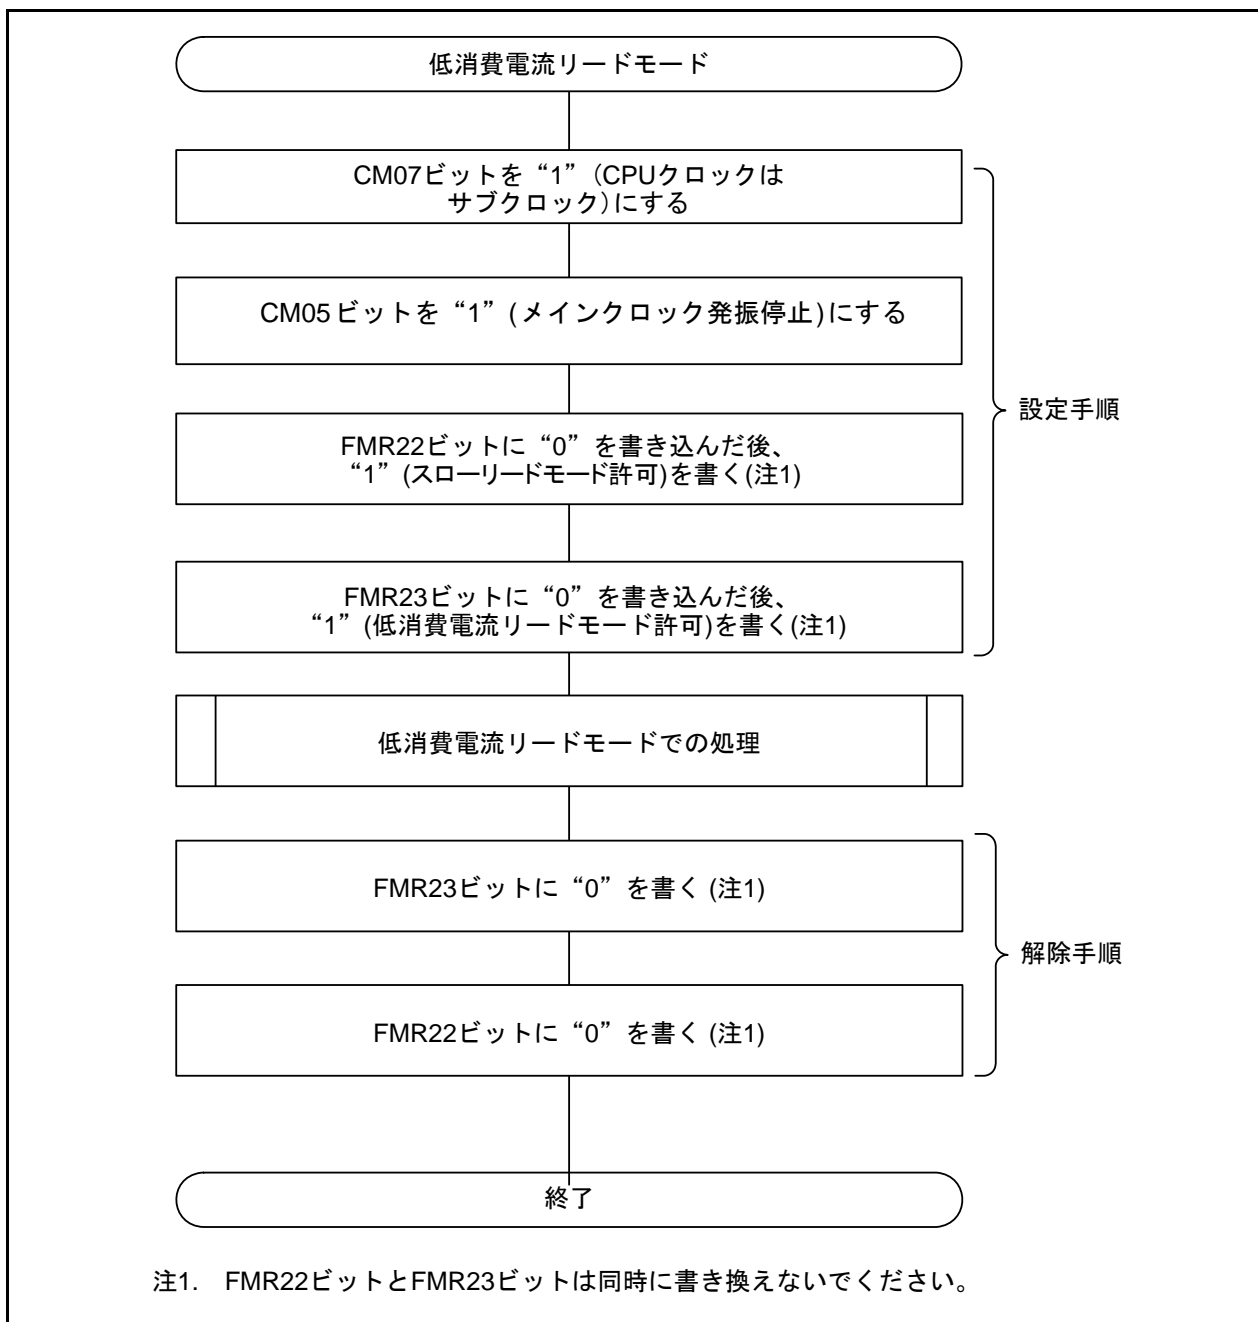 低消費電流リードモード
CM07ビットを“1”(CPUクロックは
サブクロック)にする
CM05ビットを“1”(メインクロック発振停止)にする
FMR22ビットに“0”を書き込んだ後、
“1”(スローリードモード許可)を書く(注1)
FMR23ビットに“0”を書き込んだ後、
“1”(低消費電流リードモード許可)を書く(注1)
設定手順
低消費電流リードモードでの処理
FMR23ビットに“0”を書く(注1)
FMR22ビットに“0”を書く(注1)
解除手順
終了
注1. FMR22ビットとFMR23ビットは同時に書き換えないでください。